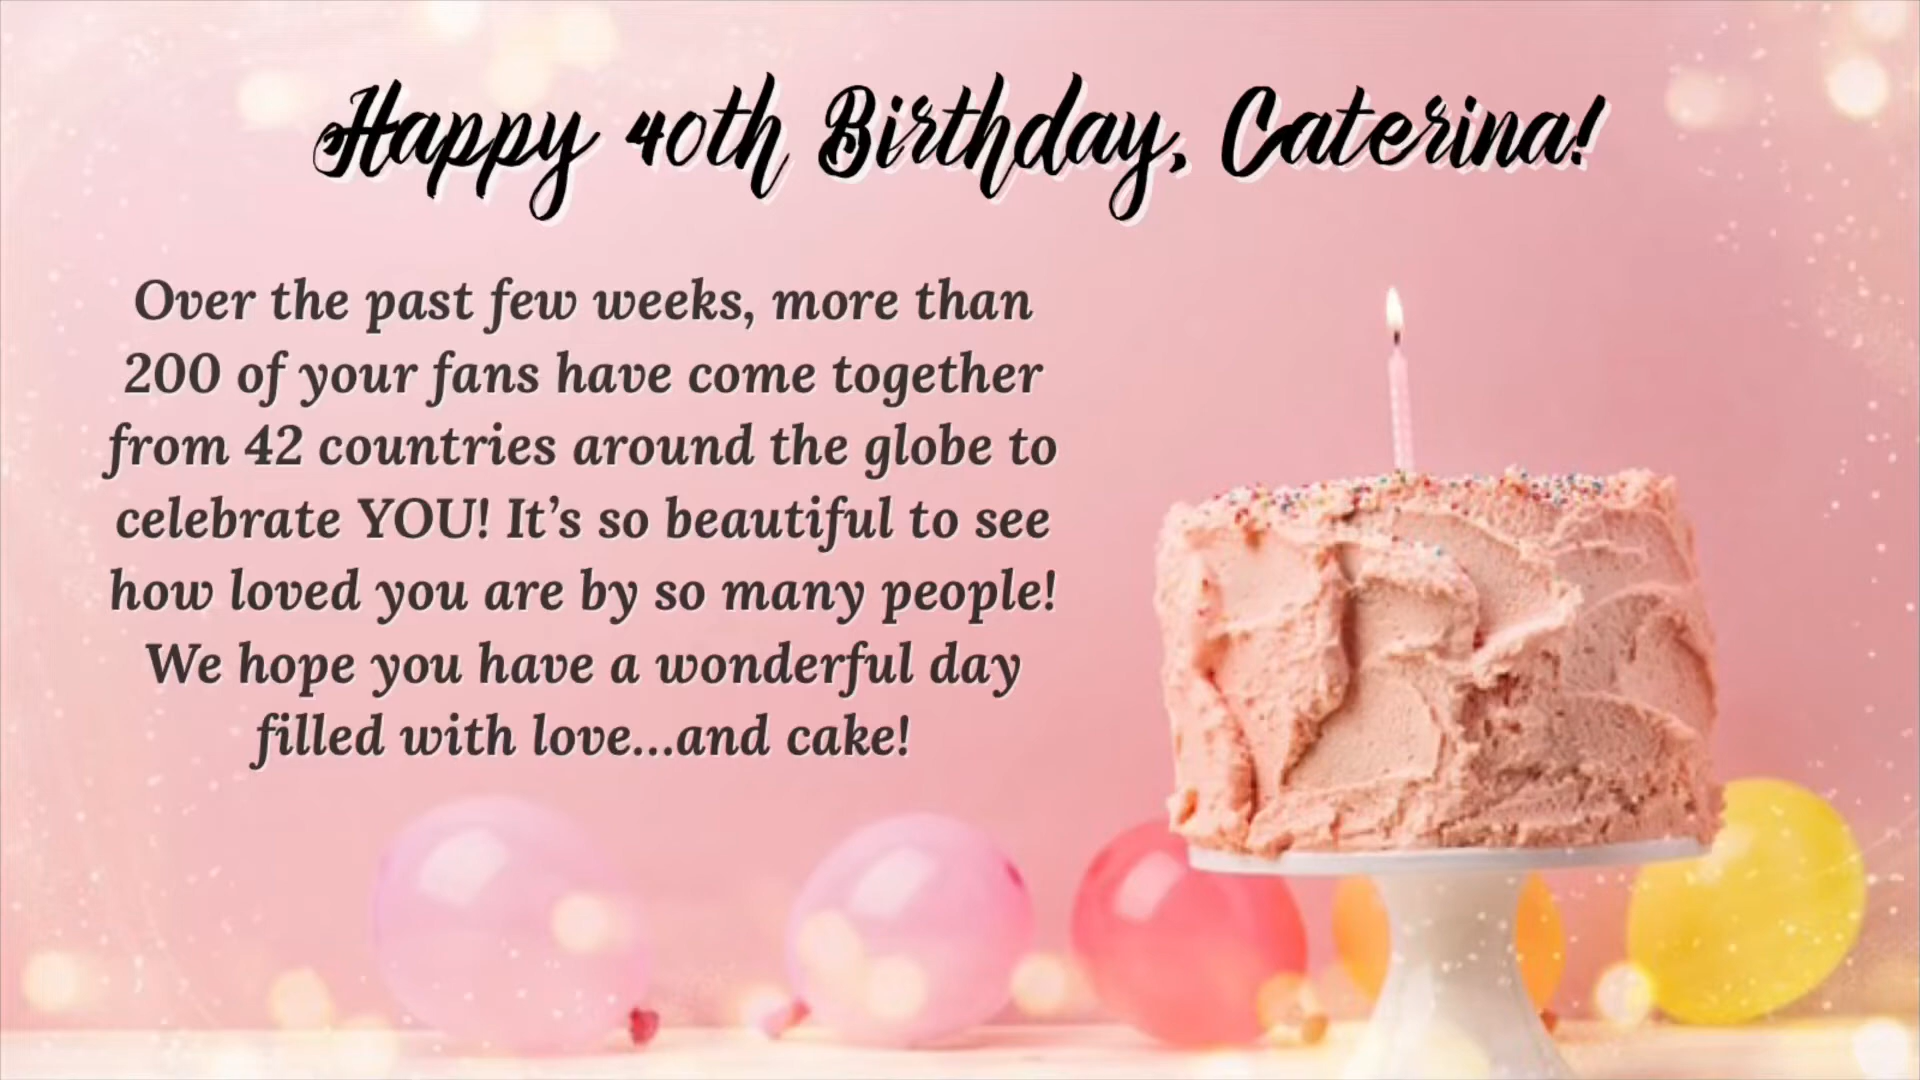 Happy 40th Birthday, Caterina!
Over the past few weeks, more than
200 of your fans have come together
from 42 countries around the globe to
celebrate YOU! It’s so beautiful to see
how loved you are by so many people!
We hope you have a wonderful day
filled with love...and cake!